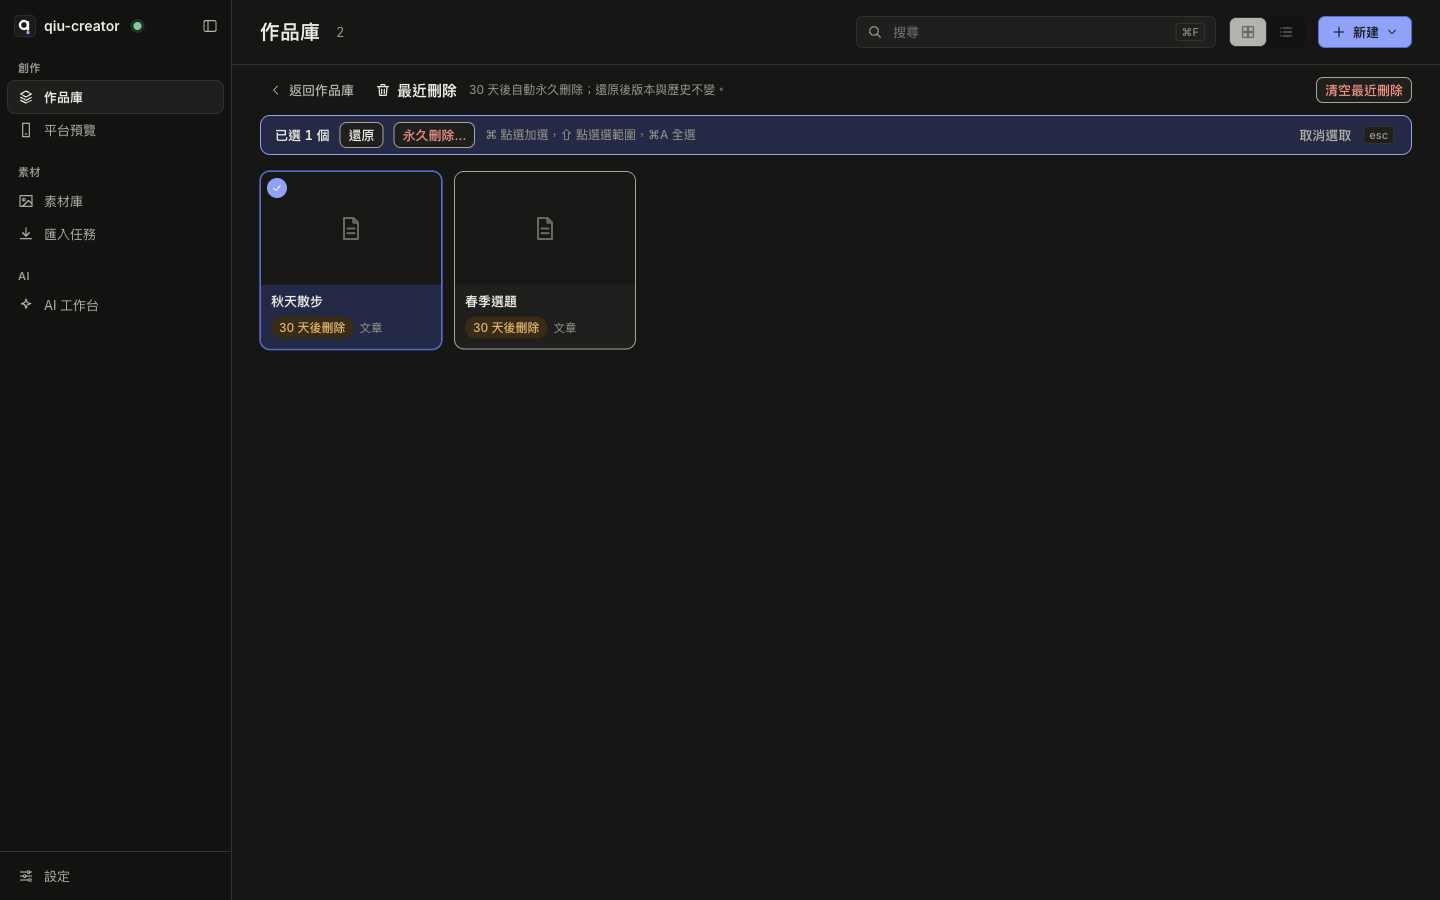 qiu-creator
創作
作品庫
平台預覽
素材
素材庫
匯入任務
AI
AI 工作台
設定
作品庫 2
搜尋 ⌘F
新建
返回作品庫 最近刪除 30 天後自動永久刪除；還原後版本與歷史不變。
清空最近刪除
已選 1 個 還原 永久刪除… ⌘ 點選加選，⇧ 點選選範圍，⌘A 全選
取消選取 esc
秋天散步
30 天後刪除 文章
春季選題
30 天後刪除 文章